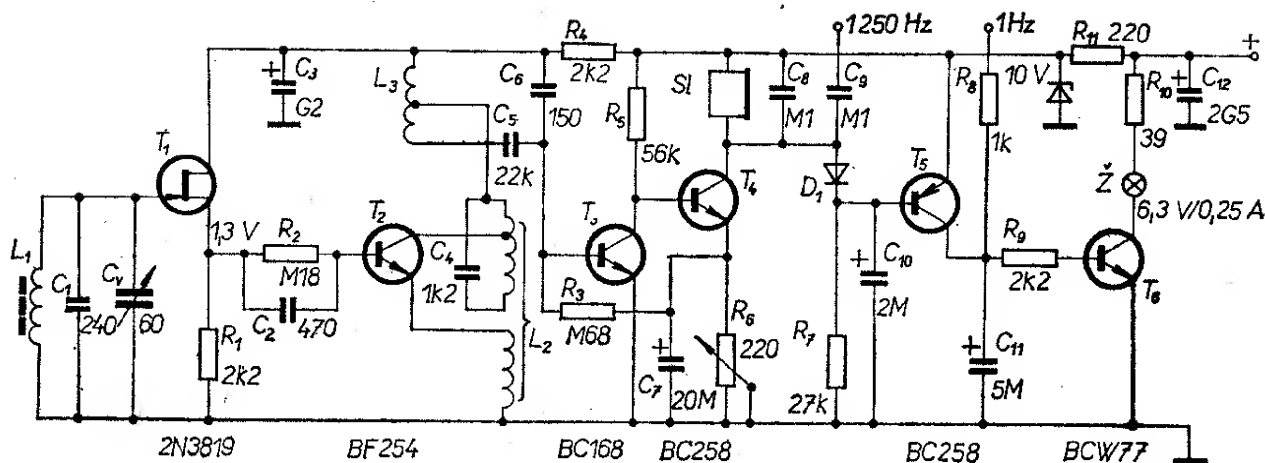 1250 Hz
1Hz
R4
2k2
R11 220
+
+
C3
G2
L3
C6
150
C5
22k
R5
56k
Sl
C8
M1
C9
M1
R8
1k
10 V
R10
39
+
C12
2G5
T1
T2
T3
T4
D1
T5
Ž
6,3 V/0,25 A
1,3 V
R2
M18
C2
470
L1
C1
240
Cv
60
R1
2k2
C4
1k2
L2
R3
M68
+
C7
20M
R6
220
R7
27k
+
C10
2M
R9
2k2
T6
+
C11
5M
2N3819
BF254
BC168
BC258
BC258
BCW77